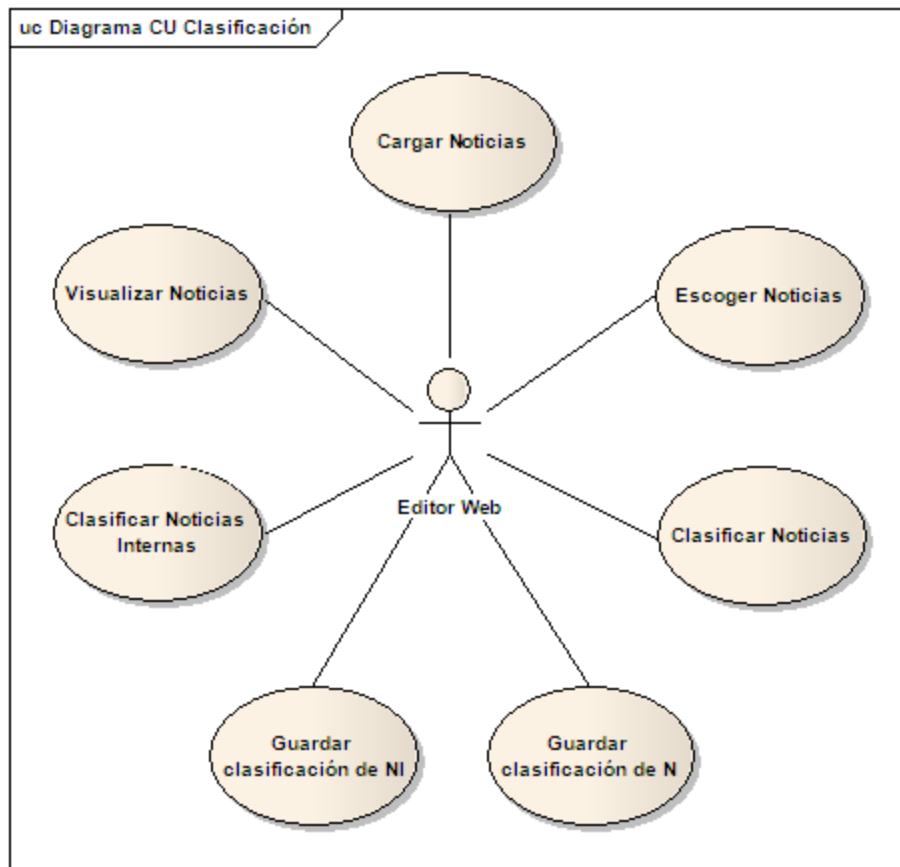 uc Diagrama CU Clasificación
Cargar Noticias
Visualizar Noticias
Escoger Noticias
Editor Web
Clasificar Noticias
Internas
Clasificar Noticias
Guardar
clasificación de NI
Guardar
clasificación de N